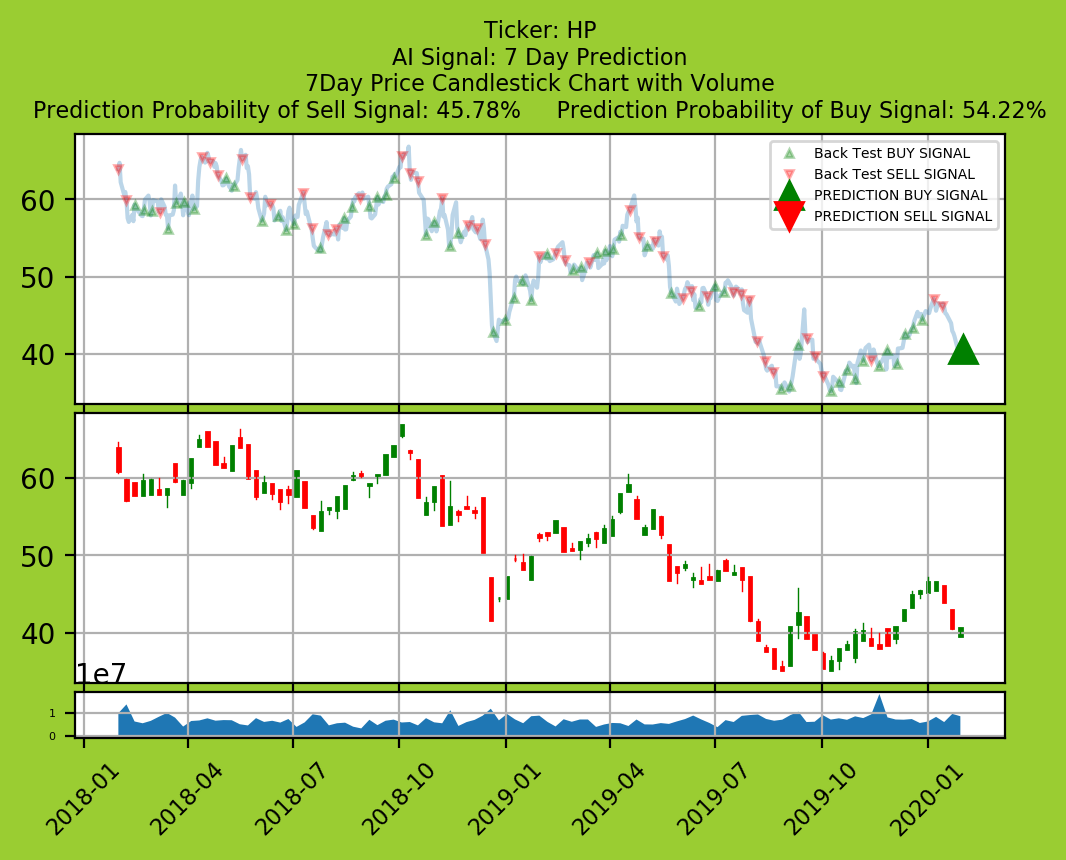 Ticker: HP
AI Signal: 7 Day Prediction
7Day Price Candlestick Chart with Volume
Prediction Probability of Sell Signal: 45.78% Prediction Probability of Buy Signal: 54.22%
Back Test BUY SIGNAL
Back Test SELL SIGNAL
PREDICTION BUY SIGNAL
PREDICTION SELL SIGNAL
60
50
40
60
50
40
1e7
1
0
2018-01
2018-04
2018-07
2018-10
2019-01
2019-04
2019-07
2019-10
2020-01